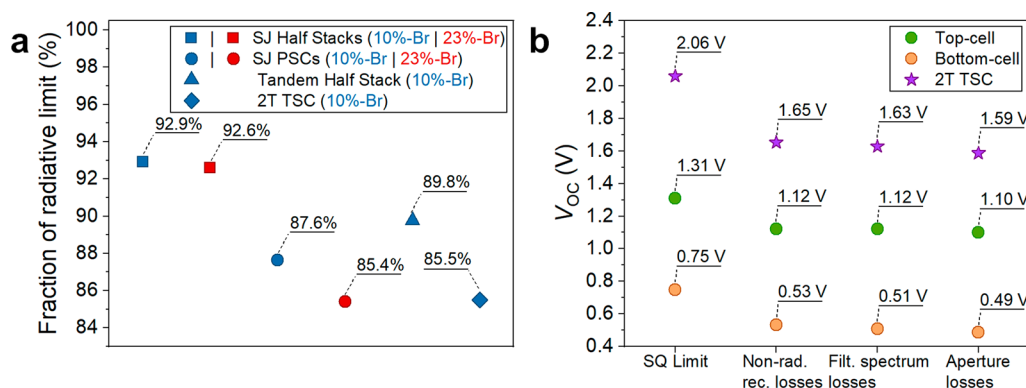 a
Fraction of radiative limit (%)
100
98
96
94
92
90
88
86
84
| SJ Half Stacks (10%-Br | 23%-Br)
| SJ PSCs (10%-Br | 23%-Br)
Tandem Half Stack (10%-Br)
2T TSC (10%-Br)
92.9%
92.6%
87.6%
85.4%
89.8%
85.5%
b
VOC (V)
2.4
2.2
2.0
1.8
1.6
1.4
1.2
1.0
0.8
0.6
0.4
Top-cell
Bottom-cell
2T TSC
2.06 V
1.65 V
1.63 V
1.59 V
1.31 V
1.12 V
1.12 V
1.10 V
0.75 V
0.53 V
0.51 V
0.49 V
SQ Limit
Non-rad.
rec. losses
Filt. spectrum
losses
Aperture
losses